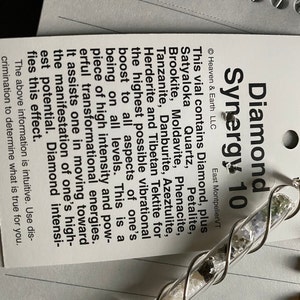 Diamond
Synergy 10
© Heaven & Earth LLC East Montpelier VT
This vial contains Diamond, plus
Satyaloka Quartz, Petalite,
Brookite, Moldavite, Phenacite,
Tanzanite, Danburite, Azeztulite,
Herderite and Tibetan Tektite for
the highest possible vibrational
boost to all aspects of one's
being on all levels. This is a
piece of high intensity and pow-
erful transformational energies.
It assists one in moving toward
the manifestation of one's high-
est potential. Diamond intensi-
fies this effect.
The above information is intuitive. Use dis-
crimination to determine what is true for you.